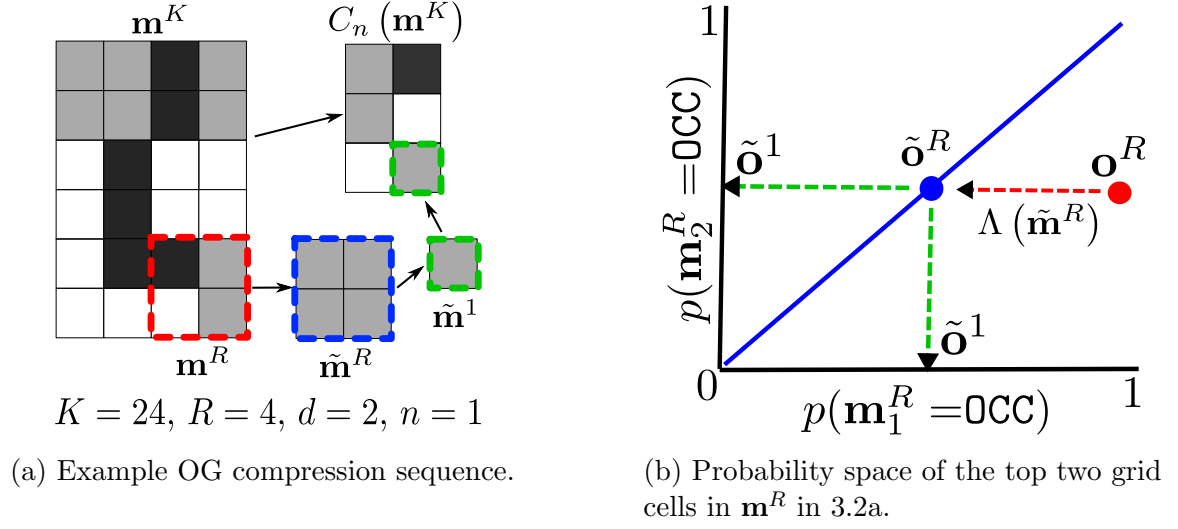 m^K
C_n (m^K)
m^R
m̃^R
m̃^1
K = 24, R = 4, d = 2, n = 1
(a) Example OG compression sequence.
1
p(m_2^R =OCC)
õ^1
õ^R
o^R
Λ (m̃^R)
õ^1
0
p(m_1^R =OCC)
1
(b) Probability space of the top two grid
cells in m^R in 3.2a.